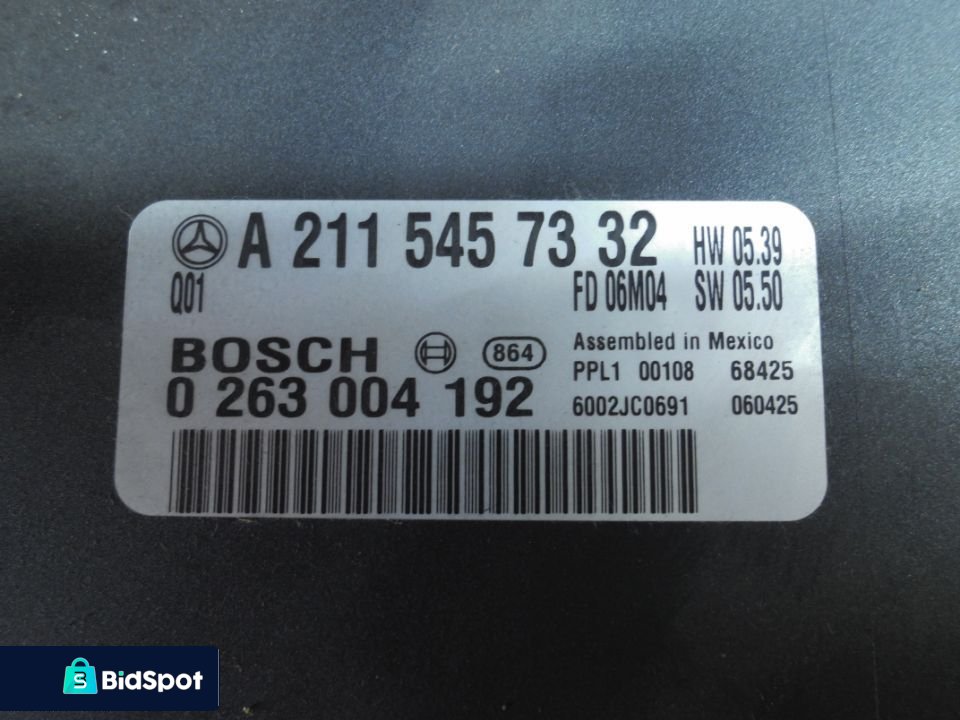 A 211 545 73 32 HW 05.39
Q01 FD 06M04 SW 05.50
BOSCH 864 Assembled in Mexico
PPL1 00108 68425
0 263 004 192 6002JC0691 060425
S BidSpot